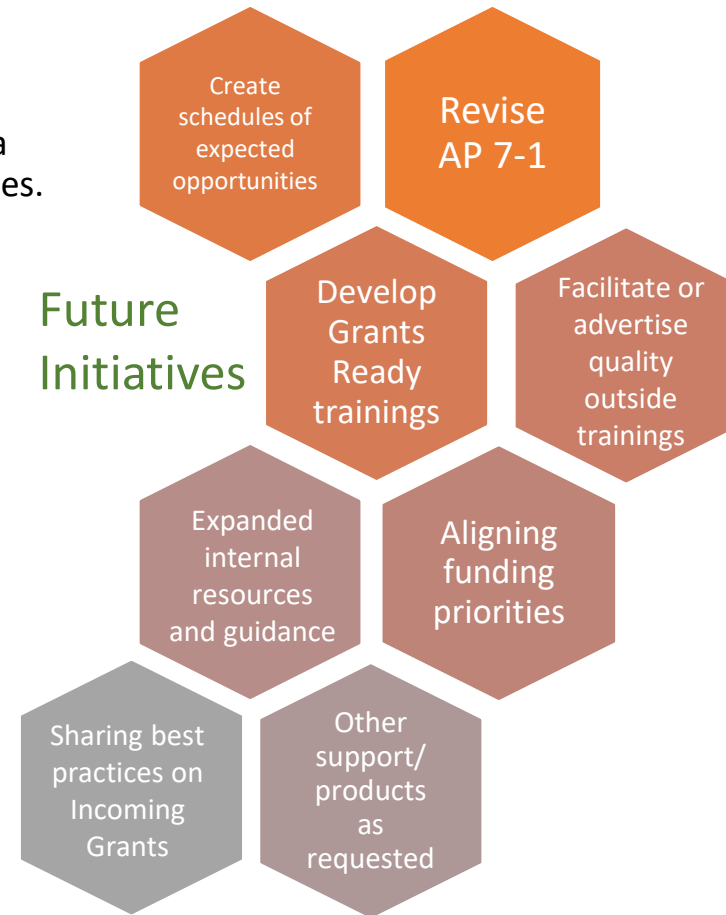 Create
schedules of
expected
opportunities
Revise
AP 7-1
a
es.
Future
Initiatives
Develop
Grants
Ready
trainings
Facilitate or
advertise
quality
outside
trainings
Expanded
internal
resources
and guidance
Aligning
funding
priorities
Sharing best
practices on
Incoming
Grants
Other
support/
products
as
requested